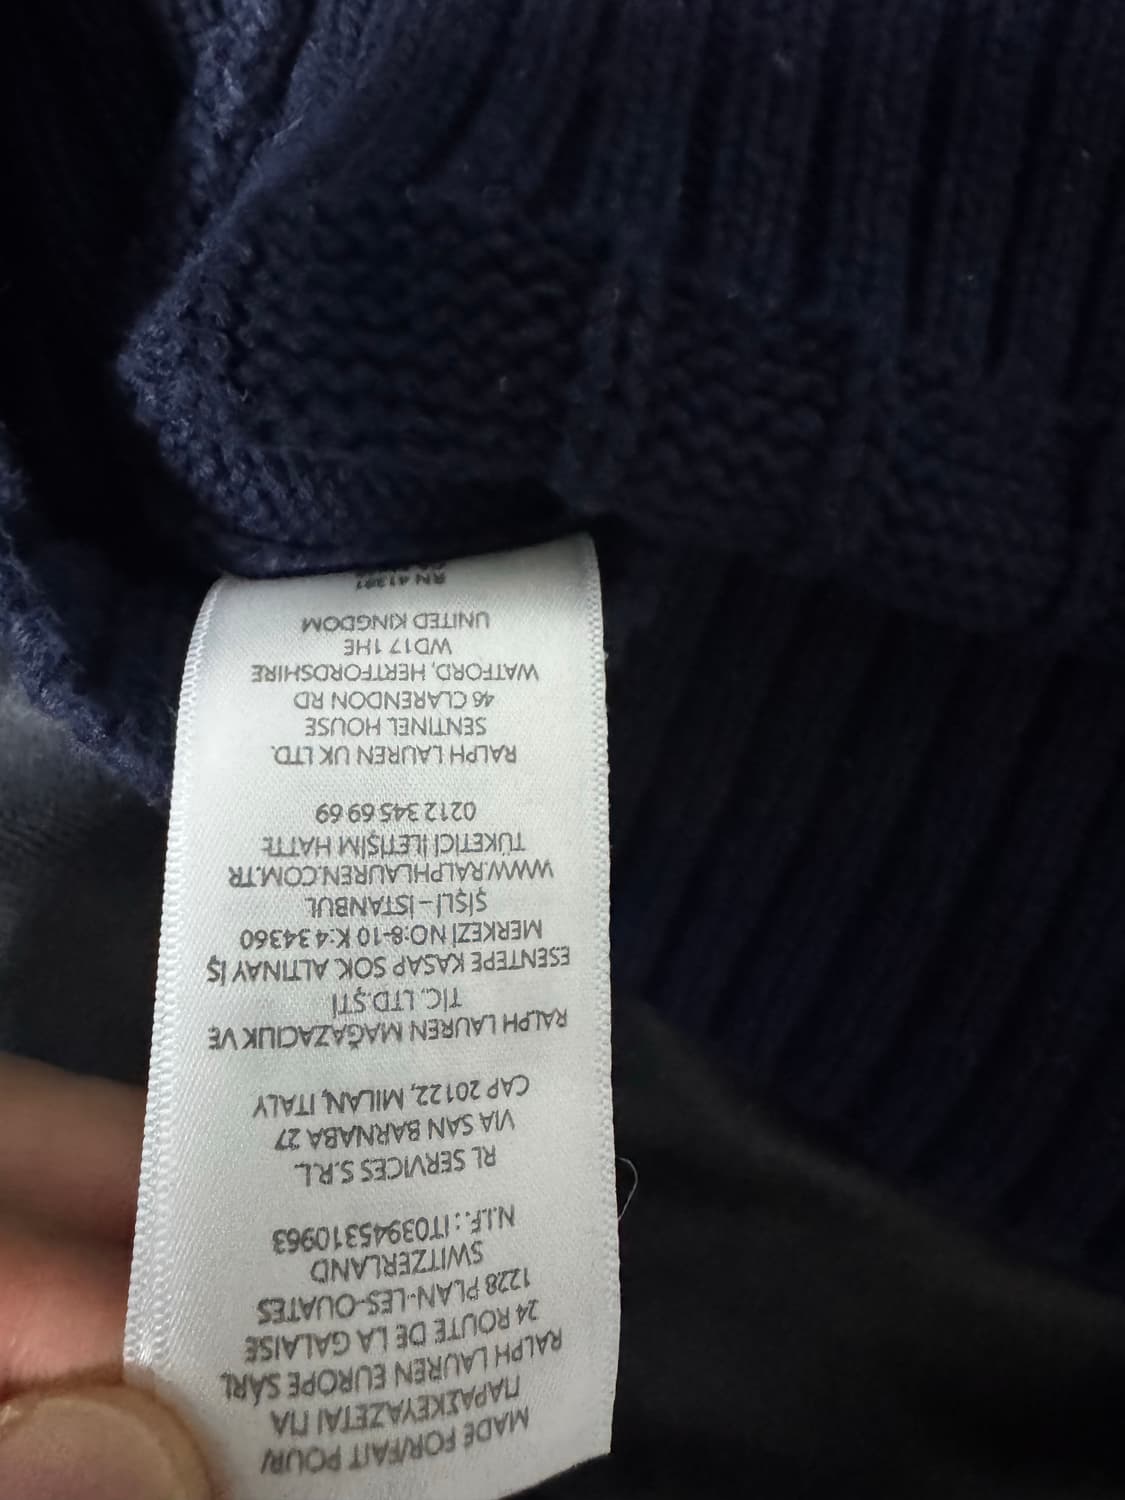 MADE FOR/FAIT POUR/
ΠΑΡΑΣΚΕΥΑΖΕΤΑΙ ΓΙΑ
RALPH LAUREN EUROPE SÀRL
24 ROUTE DE LA GALAISE
1228 PLAN-LES-OUATES
SWITZERLAND
N.I.F.: IT03945310963
RL SERVICES S.R.L.
VIA SAN BARNABA 27
CAP 20122, MILAN, ITALY
RALPH LAUREN MAĞAZACILIK VE
TİC. LTD.ŞTİ
ESENTEPE KASAP SOK. ALTINAY İŞ
MERKEZİ NO:8-10 K:4 34360
ŞİŞLİ – İSTANBUL
WWW.RALPHLAUREN.COM.TR
TÜKETİCİ İLETİŞİM HATTI:
0212 345 69 69
RALPH LAUREN UK LTD.
SENTINEL HOUSE
46 CLARENDON RD
WATFORD, HERTFORDSHIRE
WD17 1HE
UNITED KINGDOM
RN 41381